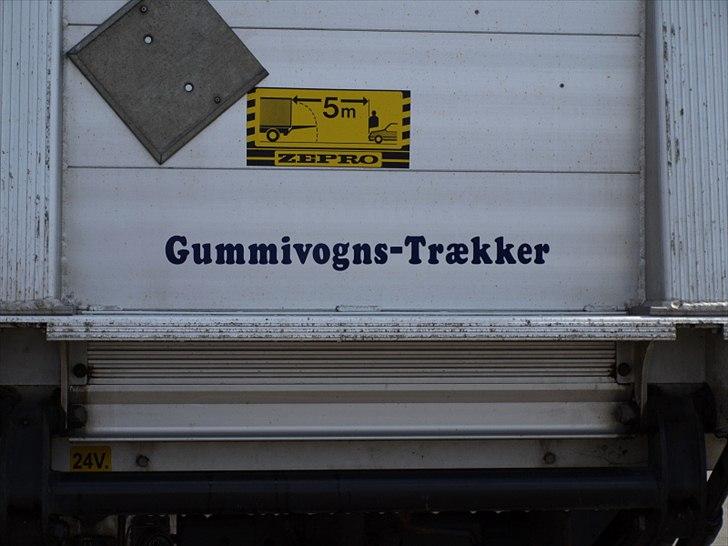 5m
ZEPRO
Gummivogns-Trækker
24V.